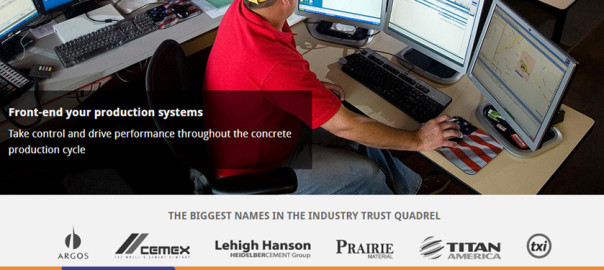 Front-end your production systems
Take control and drive performance throughout the concrete
production cycle
THE BIGGEST NAMES IN THE INDUSTRY TRUST QUADREL
ARGOS
CEMEX
Lehigh Hanson
HEIDELBERGCEMENT Group
PRAIRIE
MATERIAL
TITAN
AMERICA
txi